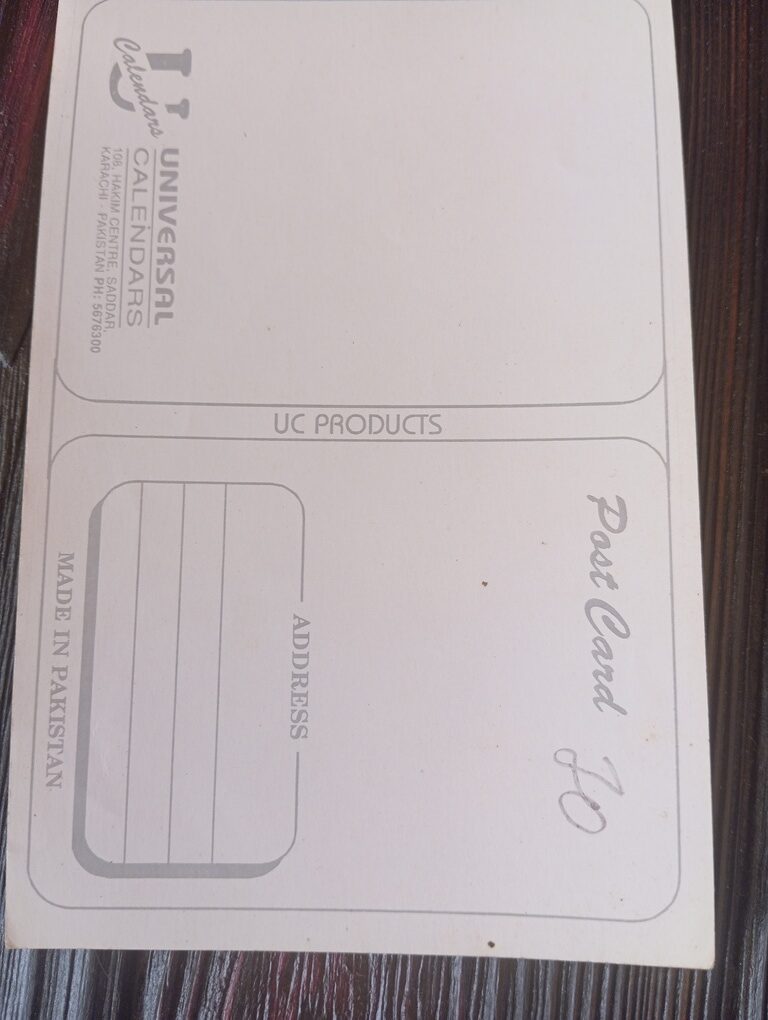 U
Calendars
UNIVERSAL
CALENDARS
108, HAKIM CENTRE, SADDAR,
KARACHI - PAKISTAN PH: 5676300
UC PRODUCTS
Post Card
ADDRESS
MADE IN PAKISTAN